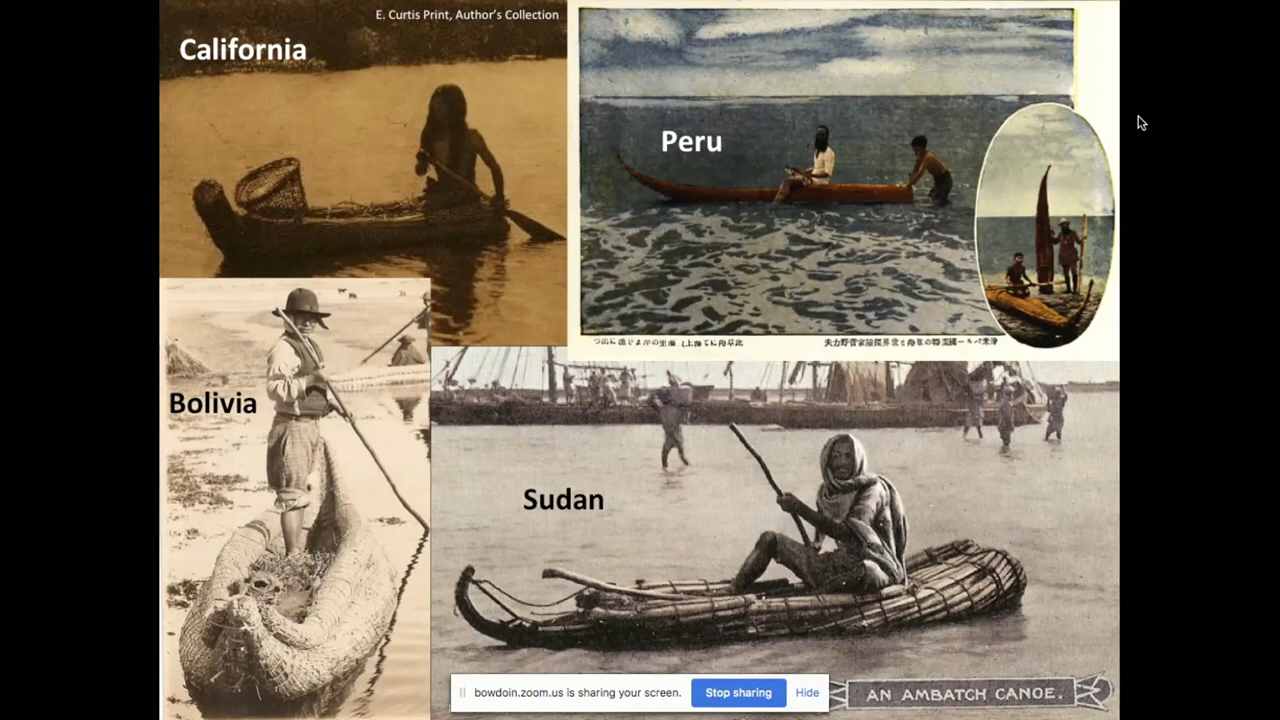 E. Curtis Print, Author's Collection
California
Peru
Bolivia
Sudan
bowdoin.zoom.us is sharing your screen.
Stop sharing
Hide
AN AMBATCH CANOE.